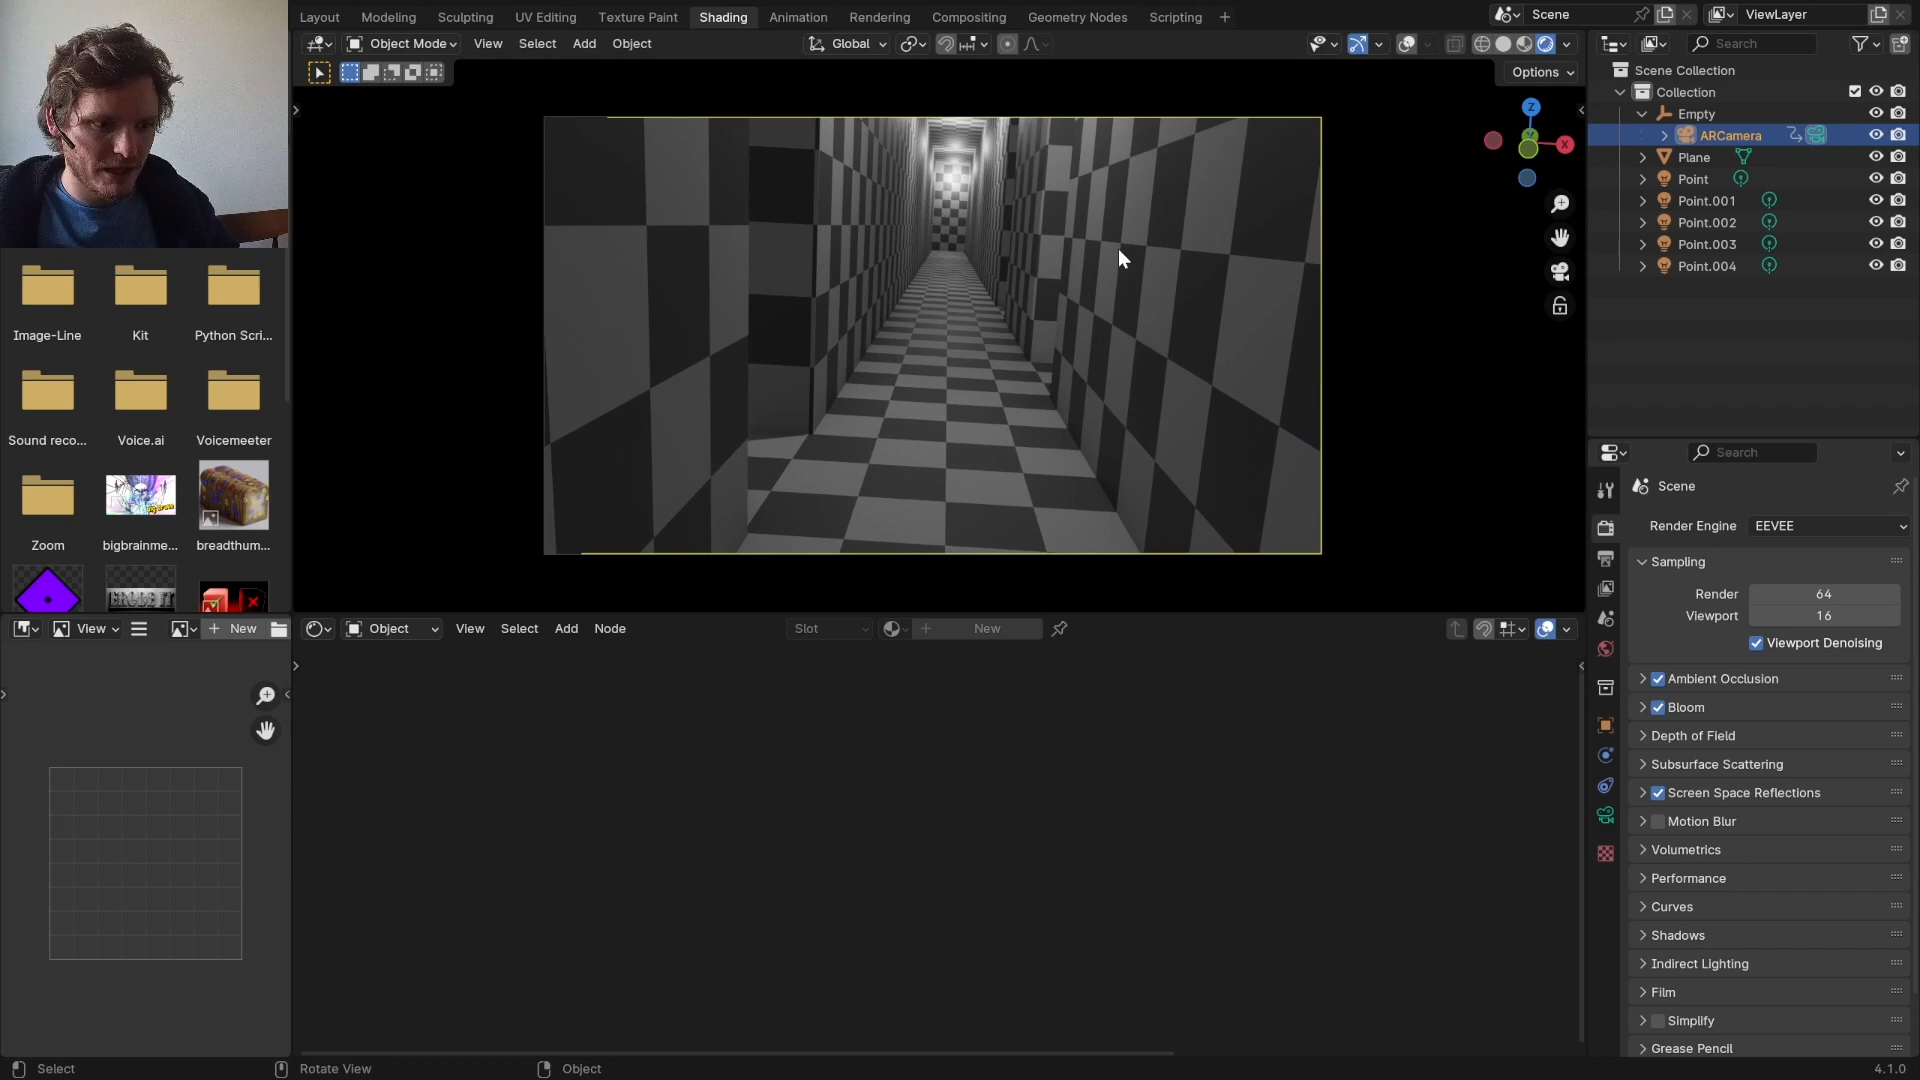 Layout Modeling Sculpting UV Editing Texture Paint Shading Animation Rendering Compositing Geometry Nodes Scripting
Scene
ViewLayer
Object Mode View Select Add Object
Global
Options
Search
Scene Collection
Collection
Empty
ARCamera
Plane
Point
Point.001
Point.002
Point.003
Point.004
Z
X
Image-Line Kit Python Scri...
Sound reco... Voice.ai Voicemeeter
Zoom bigbrainme... breadthum...
View
New
Object View Select Add Node
Slot
New
Search
Scene
Render Engine EEVEE
Sampling
Render 64
Viewport 16
Viewport Denoising
Ambient Occlusion
Bloom
Depth of Field
Subsurface Scattering
Screen Space Reflections
Motion Blur
Volumetrics
Performance
Curves
Shadows
Indirect Lighting
Film
Simplify
Grease Pencil
Select
Rotate View
Object
4.1.0